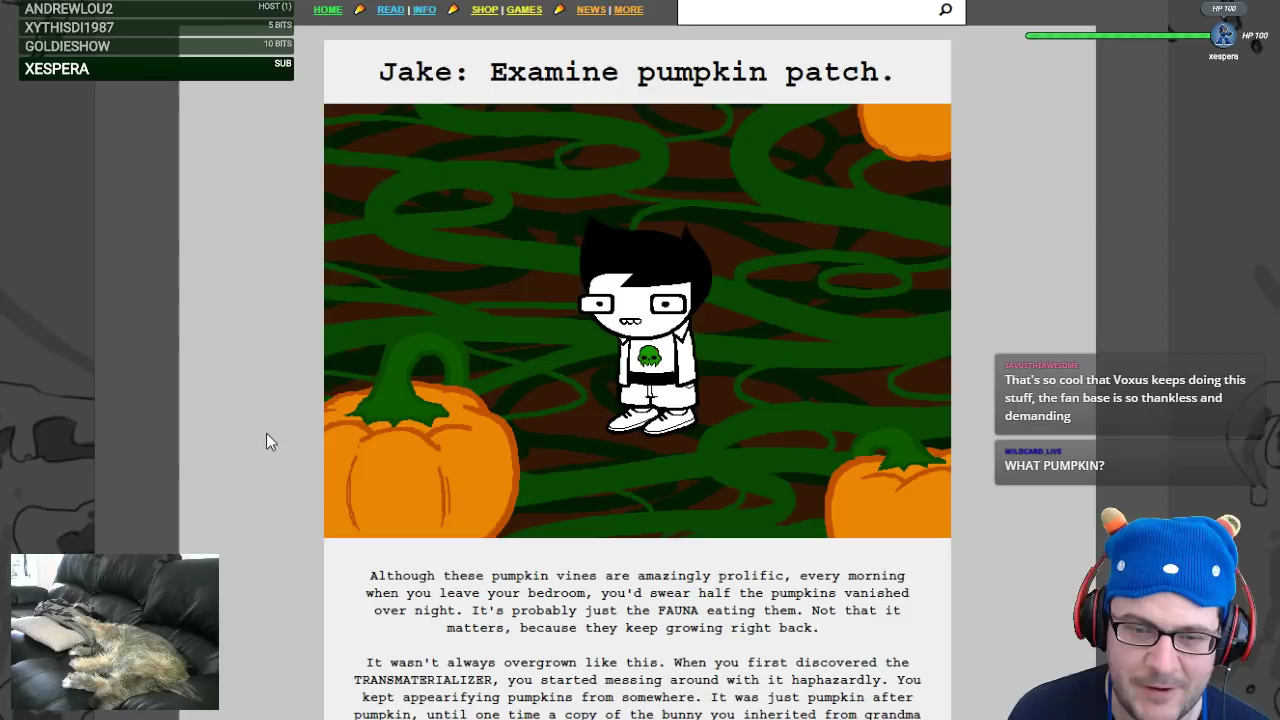 ANDREWLOU2 HOST (1)
XYTHISDI1987 5 BITS
GOLDIESHOW 10 BITS
XESPERA SUB
HOME READ | INFO SHOP | GAMES NEWS | MORE
HP 100
HP 100
xespera
Jake: Examine pumpkin patch.
SAVUSTHEAWESOME
That's so cool that Voxus keeps doing this
stuff, the fan base is so thankless and
demanding
WILDCARD_LIVE
WHAT PUMPKIN?
Although these pumpkin vines are amazingly prolific, every morning
when you leave your bedroom, you'd swear half the pumpkins vanished
over night. It's probably just the FAUNA eating them. Not that it
matters, because they keep growing right back.
It wasn't always overgrown like this. When you first discovered the
TRANSMATERIALIZER, you started messing around with it haphazardly. You
kept appearifying pumpkins from somewhere. It was just pumpkin after
pumpkin, until one time a copy of the bunny you inherited from grandma